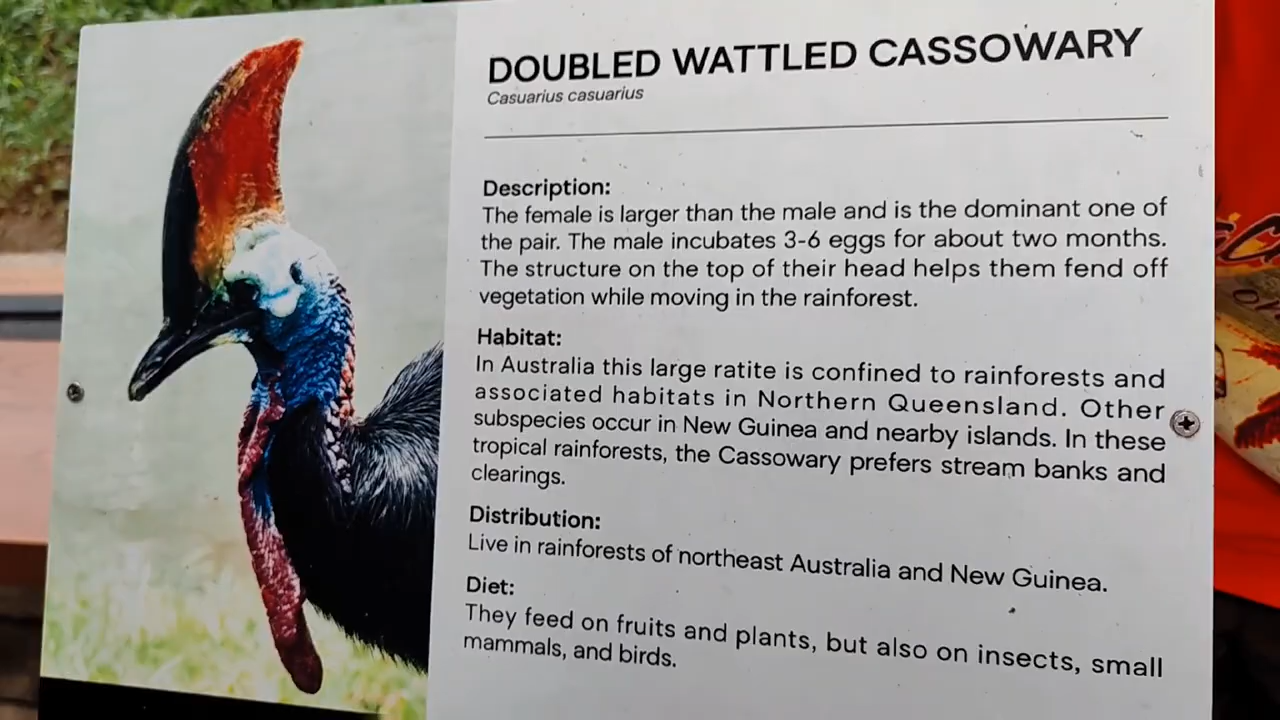 DOUBLED WATTLED CASSOWARY
Casuarius casuarius
Description:
The female is larger than the male and is the dominant one of
the pair. The male incubates 3-6 eggs for about two months.
The structure on the top of their head helps them fend off
vegetation while moving in the rainforest.
Habitat:
In Australia this large ratite is confined to rainforests and
associated habitats in Northern Queensland. Other
subspecies occur in New Guinea and nearby islands. In these
tropical rainforests, the Cassowary prefers stream banks and
clearings.
Distribution:
Live in rainforests of northeast Australia and New Guinea.
Diet:
They feed on fruits and plants, but also on insects, small
mammals, and birds.